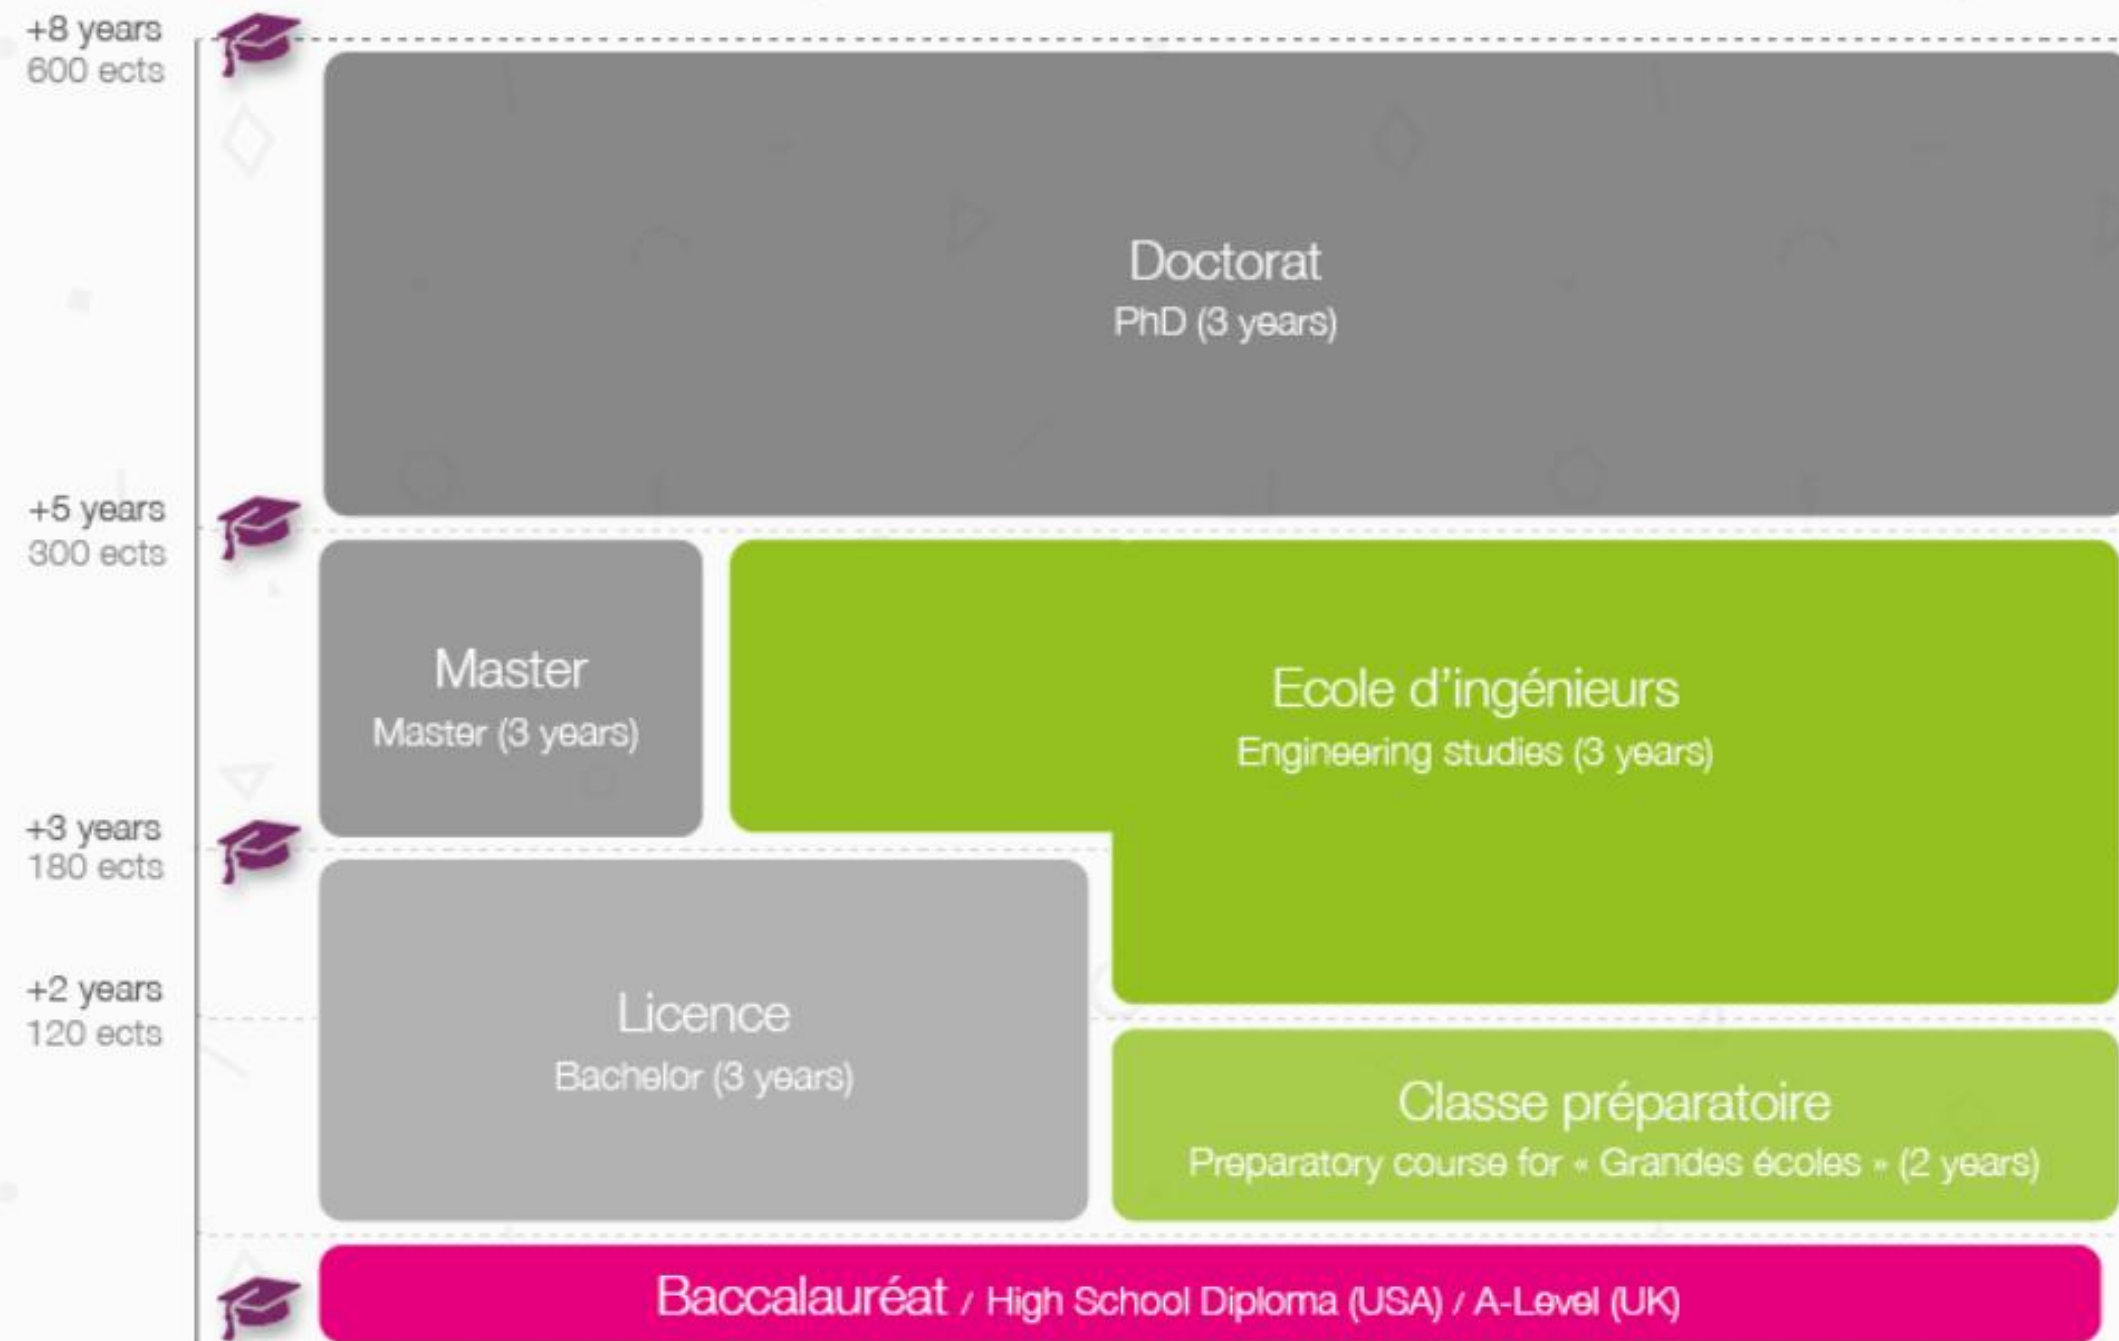 +8 years
600 ects
Doctorat
PhD (3 years)
+5 years
300 ects
Master
Master (3 years)
Ecole d'ingénieurs
Engineering studies (3 years)
+3 years
180 ects
+2 years
120 ects
Licence
Bachelor (3 years)
Classe préparatoire
Preparatory course for « Grandes écoles » (2 years)
Baccalauréat / High School Diploma (USA) / A-Level (UK)